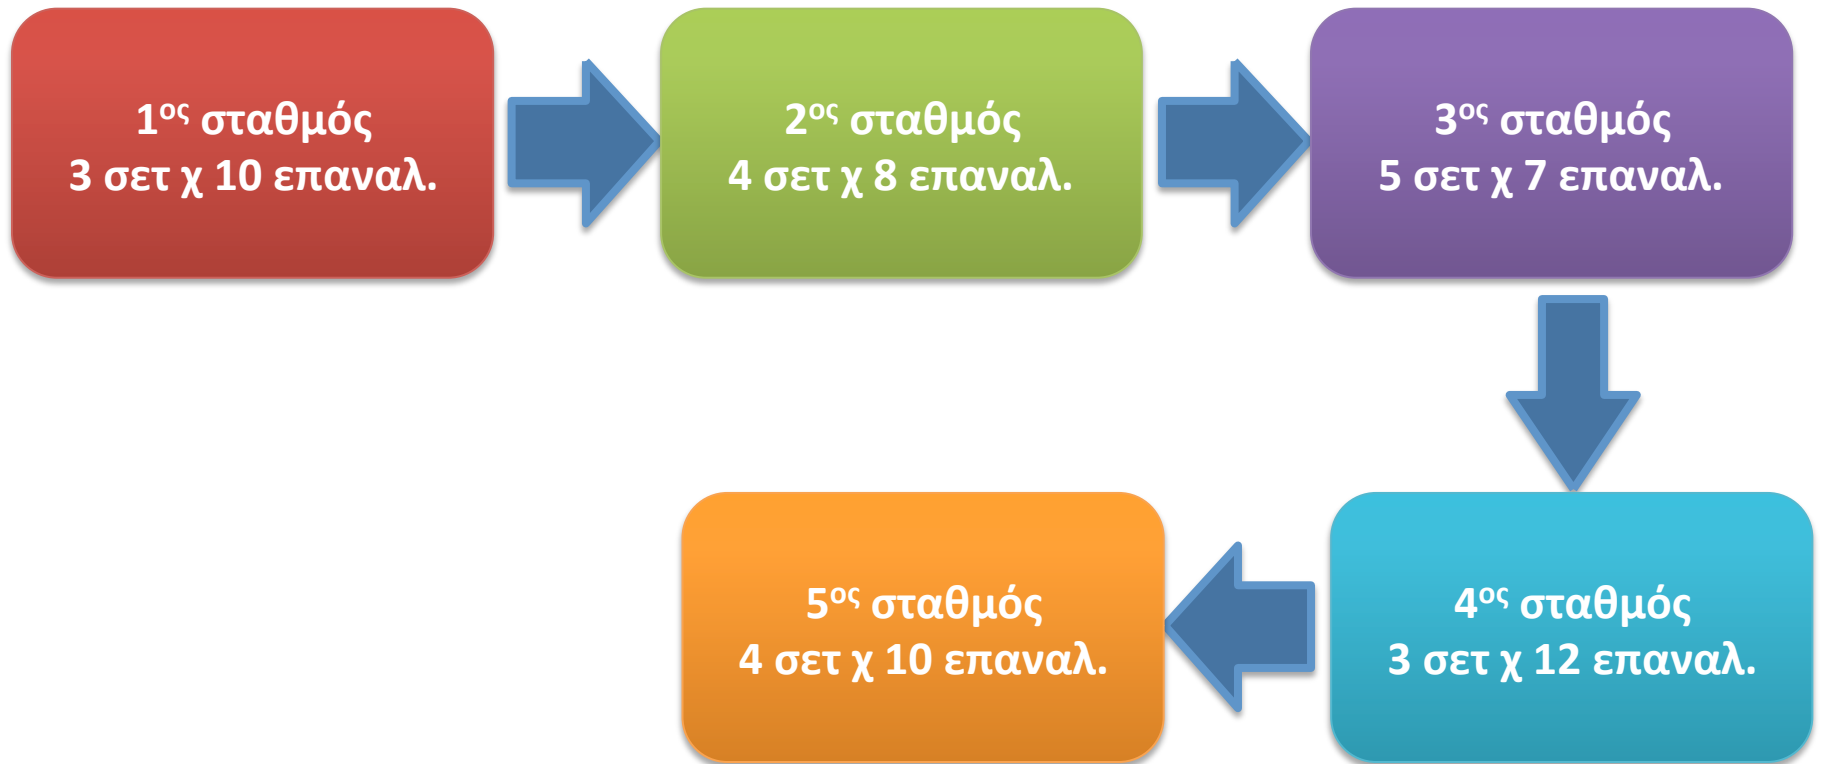 1ος σταθμός
3 σετ χ 10 επαναλ.
2ος σταθμός
4 σετ χ 8 επαναλ.
3ος σταθμός
5 σετ χ 7 επαναλ.
4ος σταθμός
3 σετ χ 12 επαναλ.
5ος σταθμός
4 σετ χ 10 επαναλ.